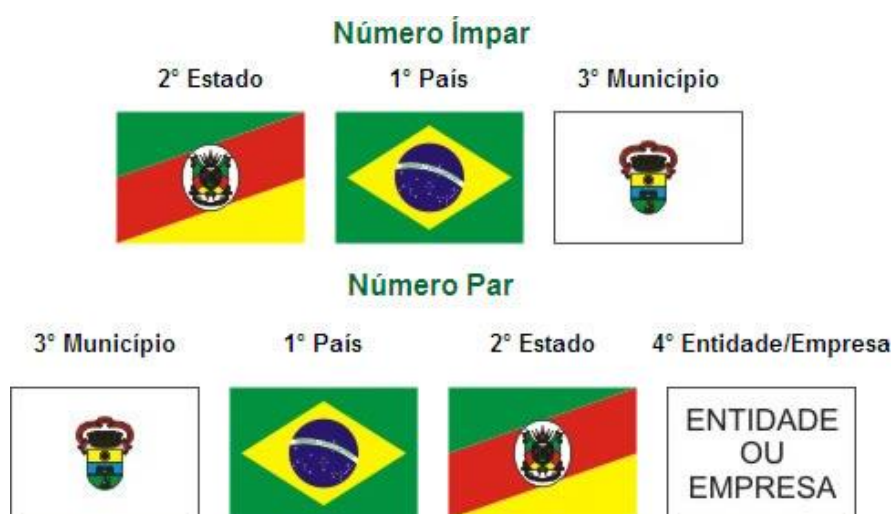 Número Ímpar
2° Estado 1° País 3° Município
Número Par
3° Município 1° País 2° Estado 4° Entidade/Empresa
ENTIDADE
OU
EMPRESA